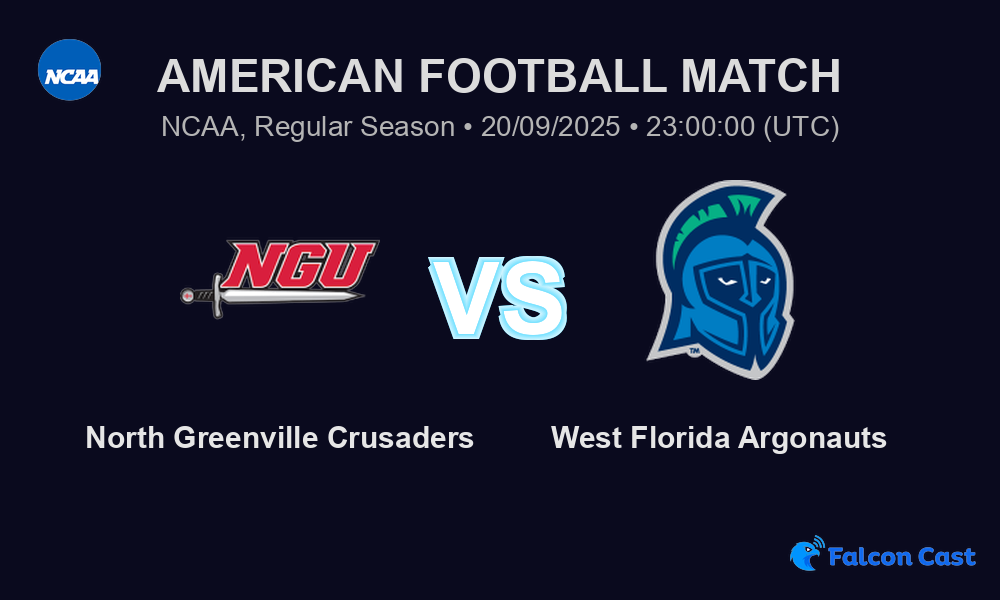 NCAA
AMERICAN FOOTBALL MATCH
NCAA, Regular Season • 20/09/2025 • 23:00:00 (UTC)
NGU
VS
TM
North Greenville Crusaders
West Florida Argonauts
Falcon Cast